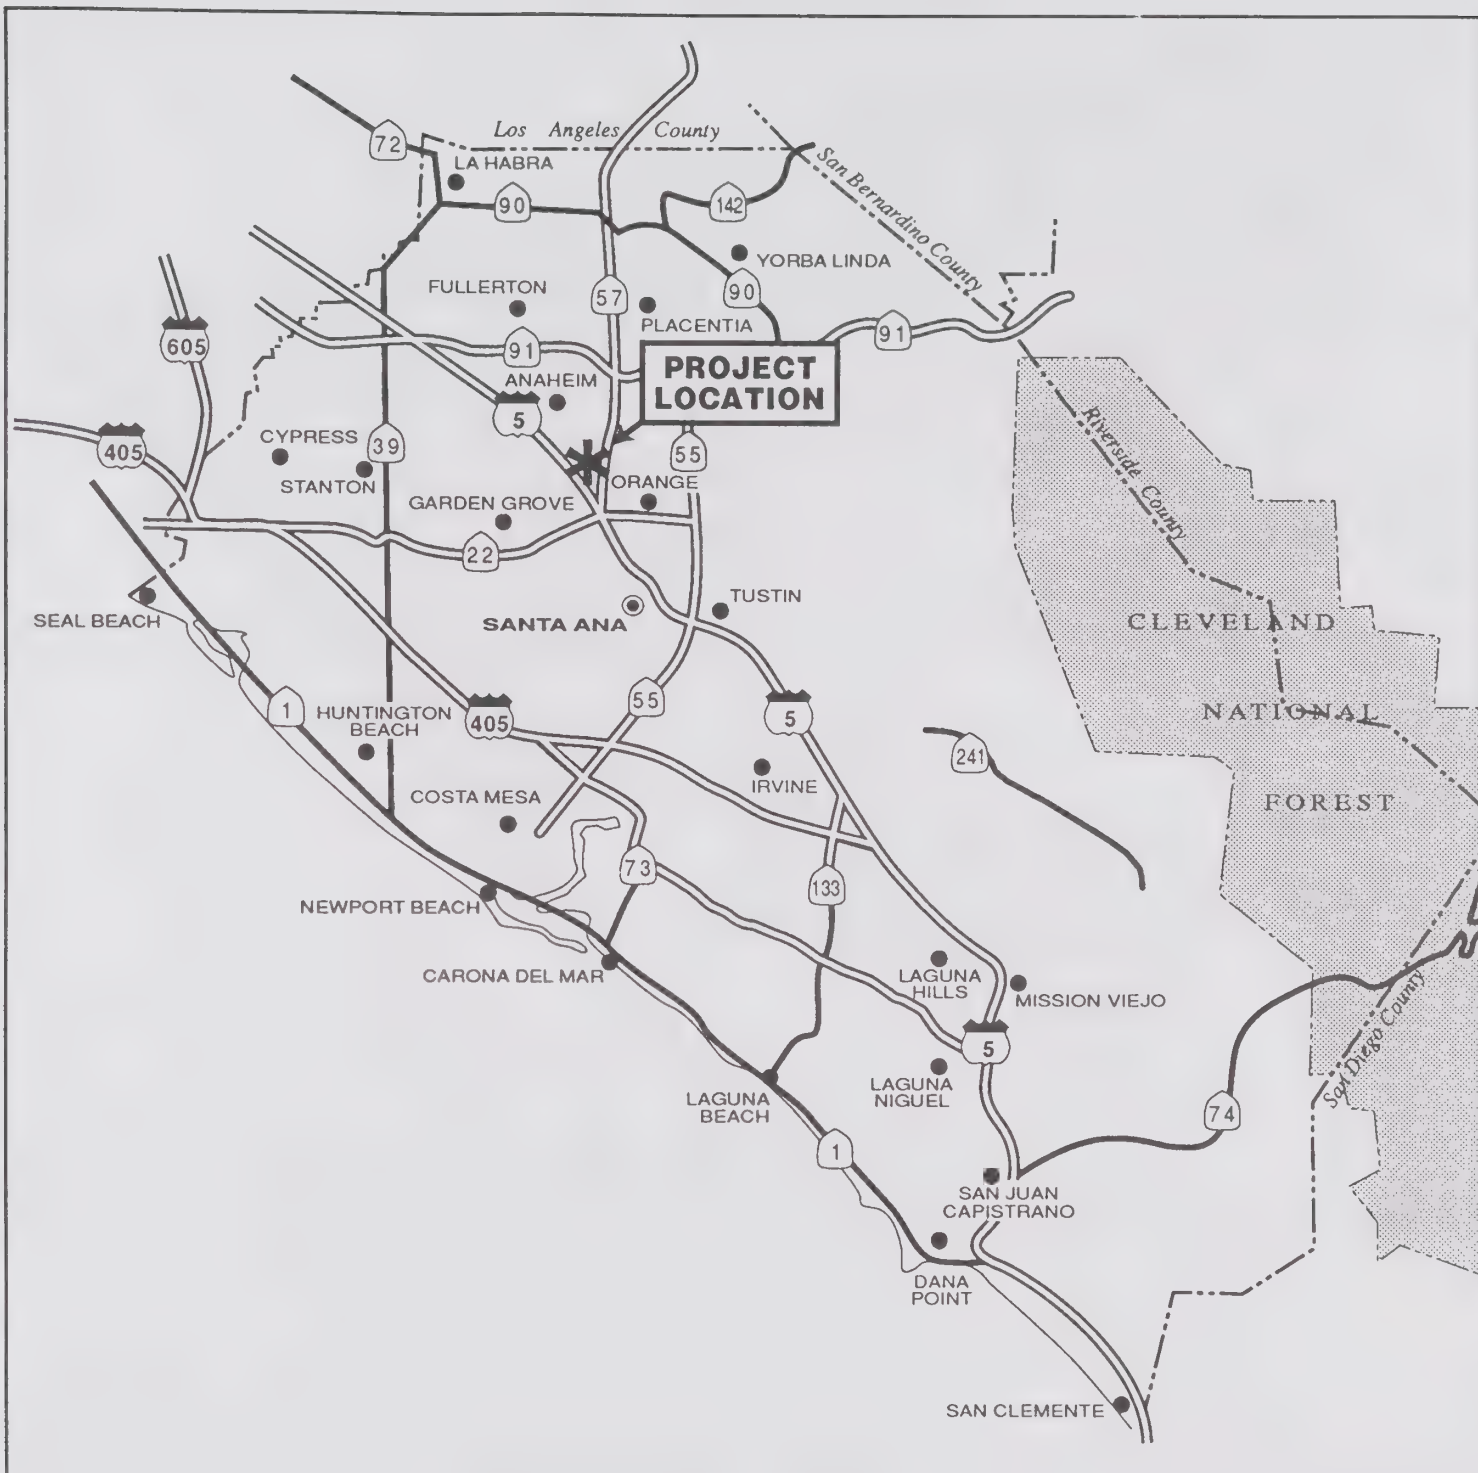 Los Angeles County
72
LA HABRA
San Bernardino County
90
142
YORBA LINDA
FULLERTON
57
90
PLACENTIA
605
91
91
PROJECT
LOCATION
ANAHEIM
5
405
CYPRESS
39
STANTON
55
ORANGE
Riverside County
GARDEN GROVE
22
SEAL BEACH
SANTA ANA
TUSTIN
CLEVELAND
NATIONAL
FOREST
1
HUNTINGTON
BEACH
405
55
5
241
IRVINE
COSTA MESA
73
133
NEWPORT BEACH
CARONA DEL MAR
LAGUNA
HILLS
MISSION VIEJO
5
San Diego County
LAGUNA
BEACH
LAGUNA
NIGUEL
74
1
SAN JUAN
CAPISTRANO
DANA
POINT
SAN CLEMENTE